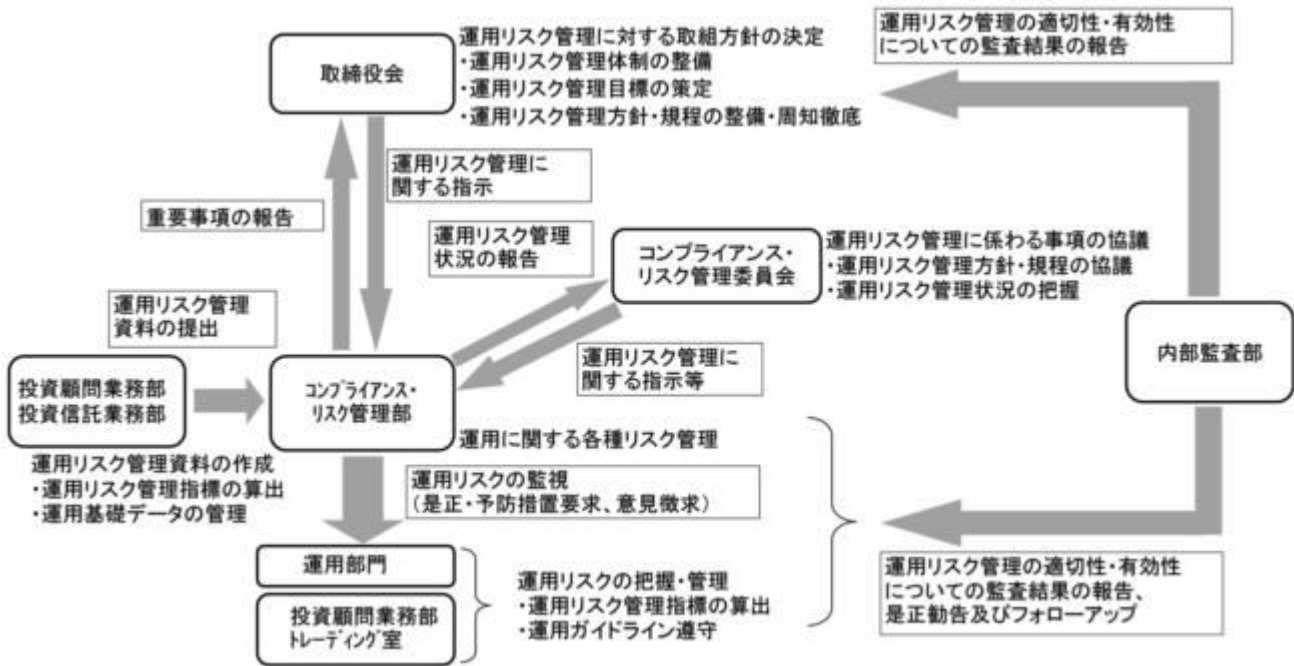 運用リスク管理に対する取組方針の決定
・運用リスク管理体制の整備
・運用リスク管理目標の策定
・運用リスク管理方針・規程の整備・周知徹底
取締役会
運用リスク管理の適切性・有効性
についての監査結果の報告
運用リスク管理に
関する指示
重要事項の報告
運用リスク管理
状況の報告
コンプライアンス・
リスク管理委員会
運用リスク管理に係わる事項の協議
・運用リスク管理方針・規程の協議
・運用リスク管理状況の把握
運用リスク管理
資料の提出
内部監査部
運用リスク管理に
関する指示等
投資顧問業務部
投資信託業務部
コンプライアンス・
リスク管理部
運用に関する各種リスク管理
運用リスク管理資料の作成
・運用リスク管理指標の算出
・運用基礎データの管理
運用リスクの監視
(是正・予防措置要求、意見徴求)
運用部門
投資顧問業務部
トレーディング室
運用リスクの把握・管理
・運用リスク管理指標の算出
・運用ガイドライン遵守
運用リスク管理の適切性・有効性
についての監査結果の報告、
是正勧告及びフォローアップ